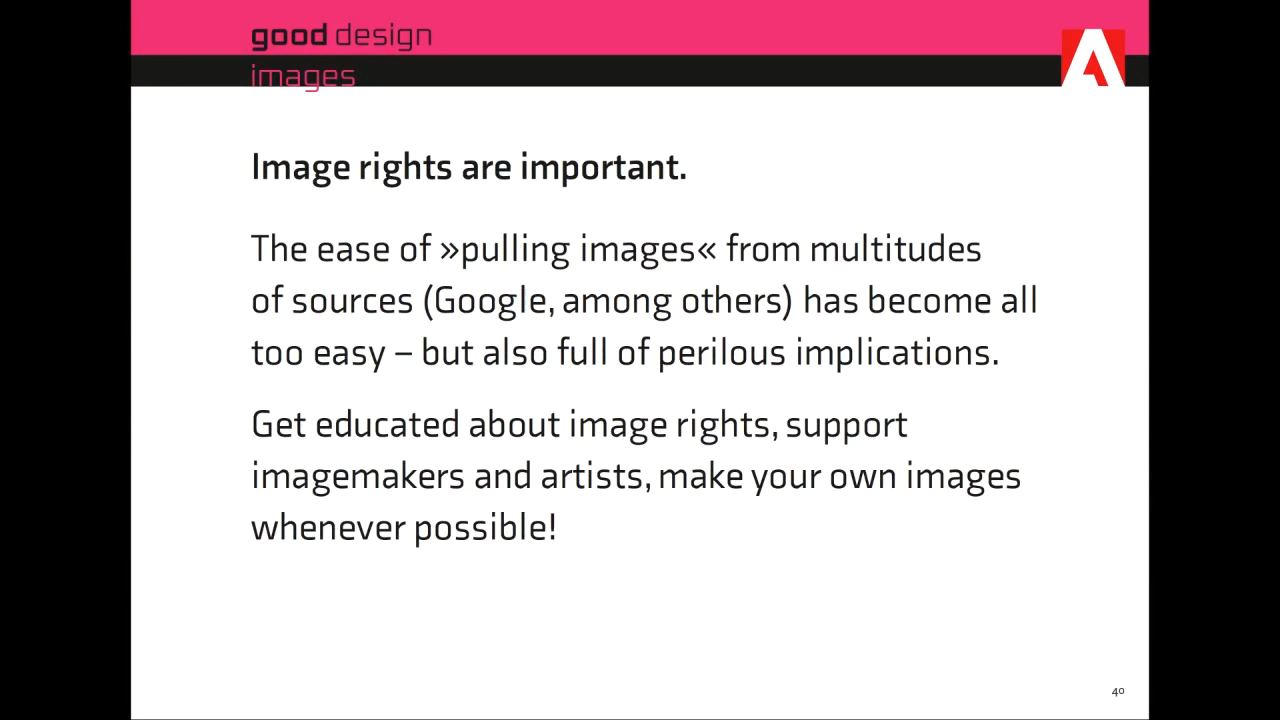 good design
images
Image rights are important.
The ease of »pulling images« from multitudes
of sources (Google, among others) has become all
too easy – but also full of perilous implications.
Get educated about image rights, support
imagemakers and artists, make your own images
whenever possible!
40